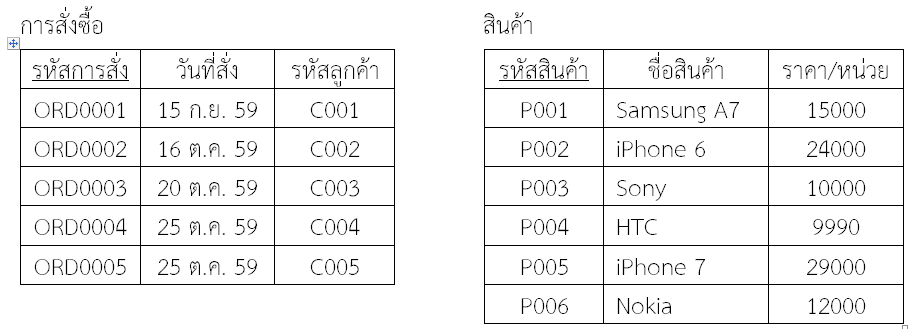 การสั่งซื้อ
รหัสการสั่ง วันที่สั่ง รหัสลูกค้า
ORD0001 15 ก.ย. 59 C001
ORD0002 16 ต.ค. 59 C002
ORD0003 20 ต.ค. 59 C003
ORD0004 25 ต.ค. 59 C004
ORD0005 25 ต.ค. 59 C005
สินค้า
รหัสสินค้า ชื่อสินค้า ราคา/หน่วย
P001 Samsung A7 15000
P002 iPhone 6 24000
P003 Sony 10000
P004 HTC 9990
P005 iPhone 7 29000
P006 Nokia 12000